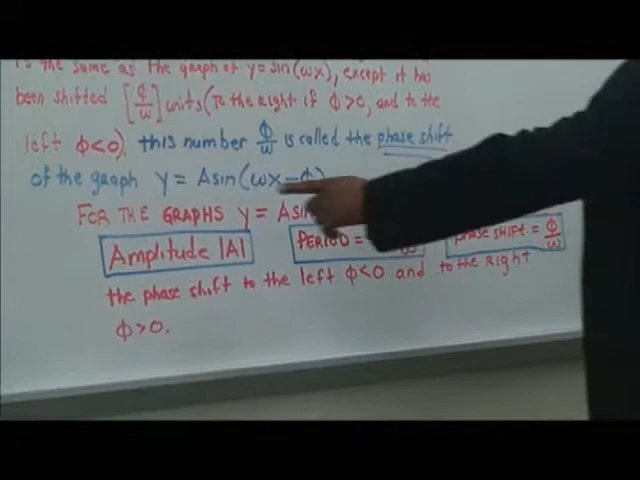 is the same as the graph of y=sin(ωx), except it has
been shifted [Φ/ω] units (To the right if Φ>0, and to the
left Φ<0). this number Φ/ω is called the phase shift
of the graph y = Asin(ωx-Φ)
FOR THE GRAPHS y = Asin
Amplitude |A|
PERIOD =
ω
phase SHIFT = Φ/ω
the phase shift to the left Φ<0 and to the right
Φ>0.